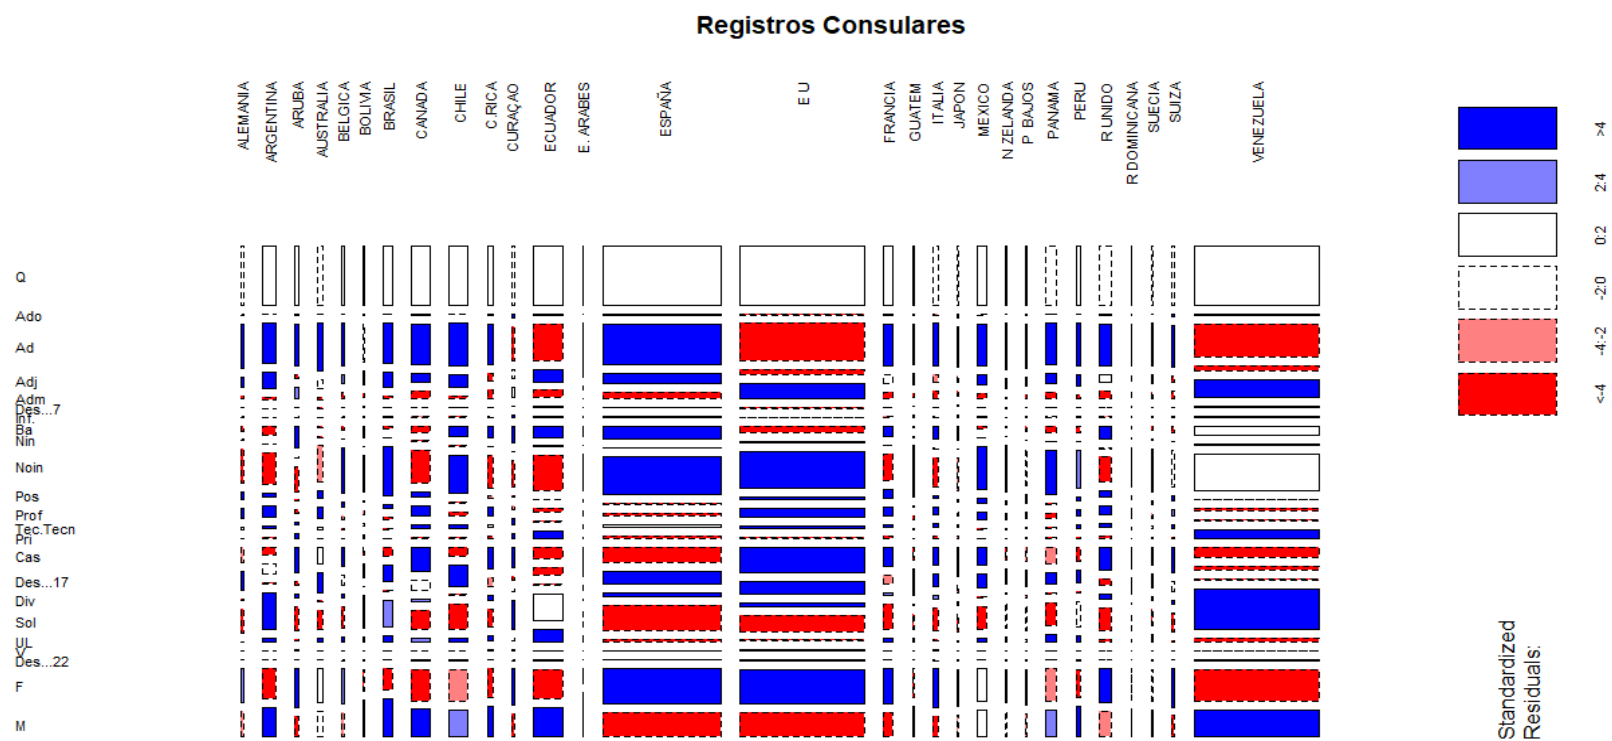 Registros Consulares
ALEMANIA
ARGENTINA
ARUBA
AUSTRALIA
BELGICA
BOLIVIA
BRASIL
CANADA
CHILE
C.RICA
CURAÇAO
ECUADOR
E. ARABES
ESPAÑA
E U
FRANCIA
GUATEM
ITALIA
JAPON
MEXICO
N ZELANDA
P BAJOS
PANAMA
PERU
R UNIDO
R DOMINICANA
SUECIA
SUIZA
VENEZUELA
Q
Ado
Ad
Adj
Adm
Des...7
Inf.
Ba
Nin
Noin
Pos
Prof
Tec.Tecn
Pri
Cas
Des...17
Div
Sol
UL
V
Des...22
F
M
>4
2:4
0:2
-2:0
-4:-2
<-4
Standardized
Residuals: